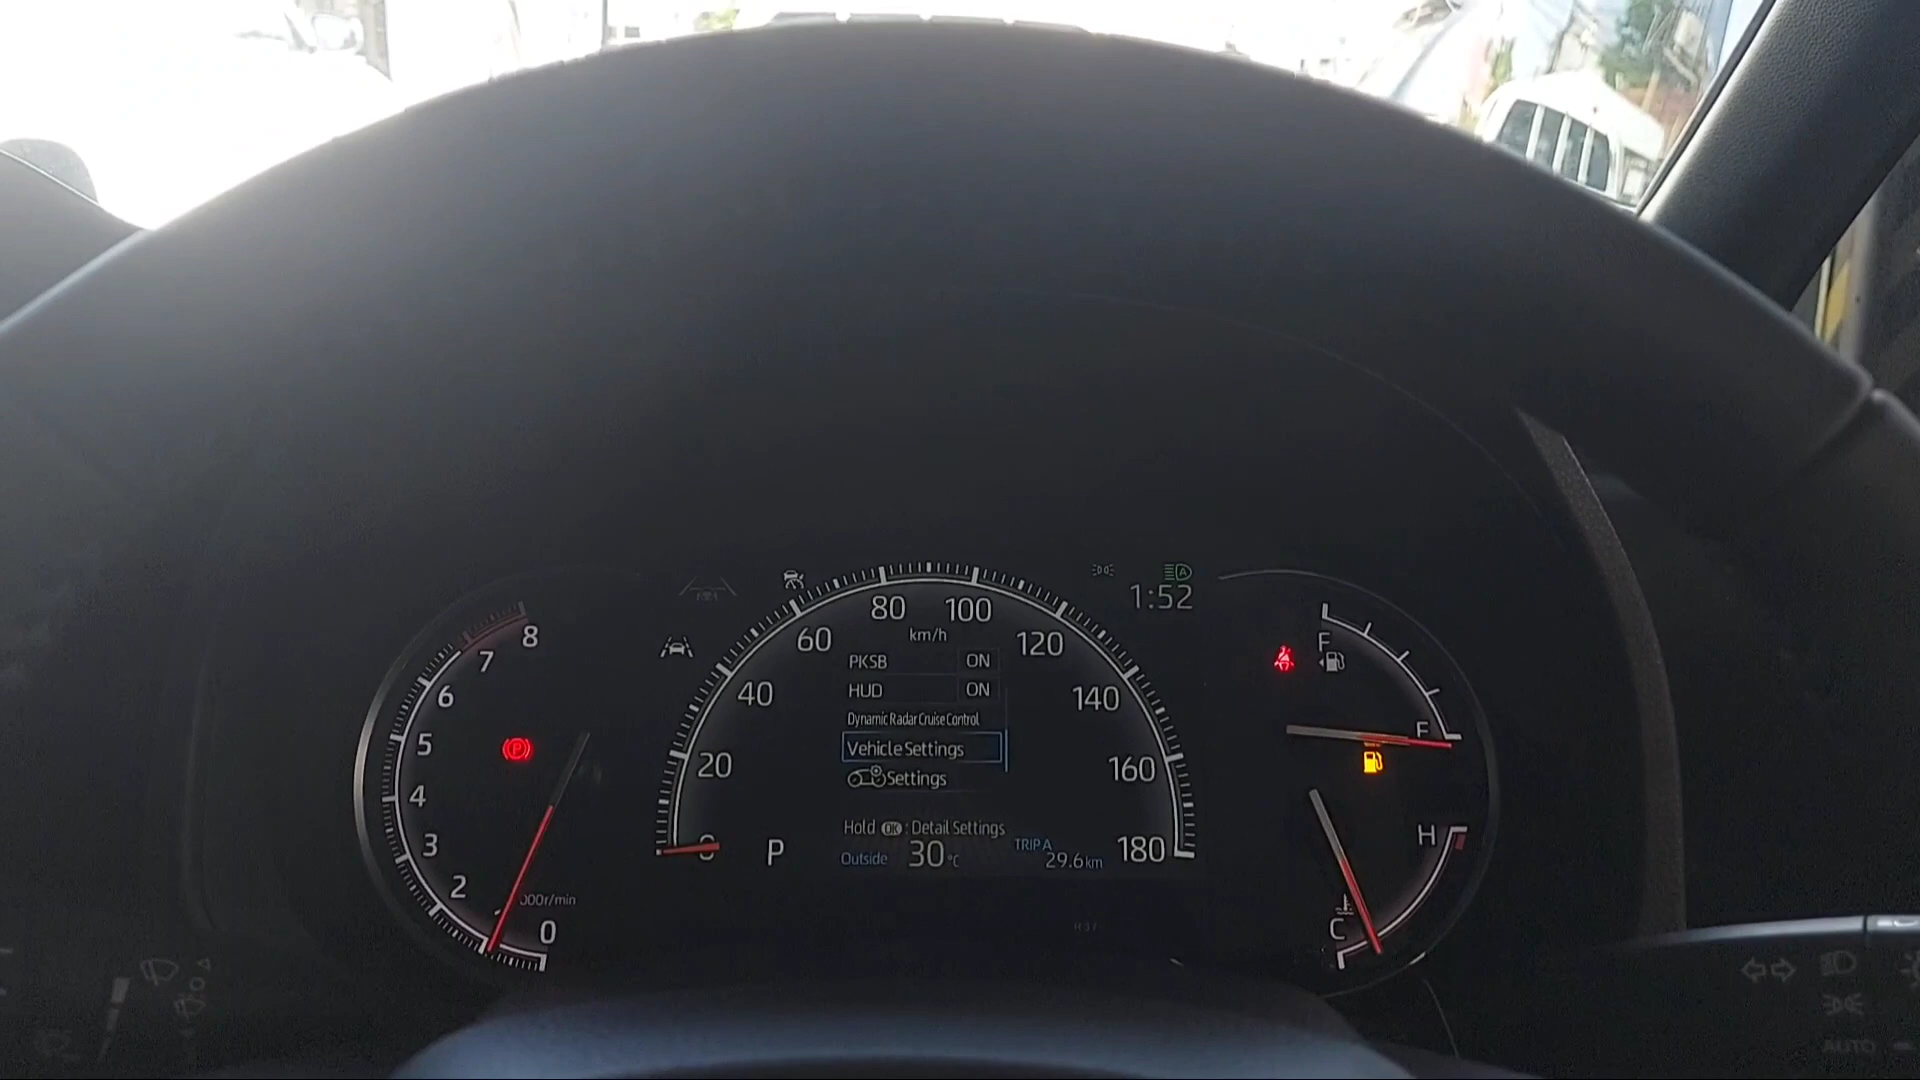 1:52
8
7
6
5
4
3
2
0
000r/min
P
80
100
60
km/h
120
40
140
20
160
180
PKSB ON
HUD ON
Dynamic Radar Cruise Control
Vehicle Settings
Settings
Hold OK : Detail Settings
P
Outside 30°C
TRIP A
29.6 km
A
F
H
C
AUTO